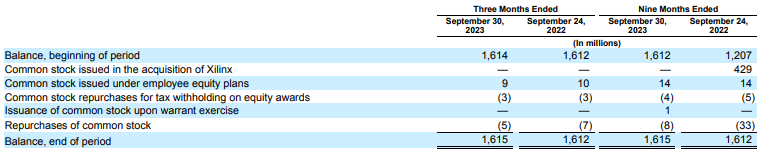 Three Months Ended Nine Months Ended
September 30, 2023 September 24, 2022 September 30, 2023 September 24, 2022
(In millions)
Balance, beginning of period 1,614 1,612 1,612 1,207
Common stock issued in the acquisition of Xilinx — — — 429
Common stock issued under employee equity plans 9 10 14 14
Common stock repurchases for tax withholding on equity awards (3) (3) (4) (5)
Issuance of common stock upon warrant exercise — — 1 —
Repurchases of common stock (5) (7) (8) (33)
Balance, end of period 1,615 1,612 1,615 1,612